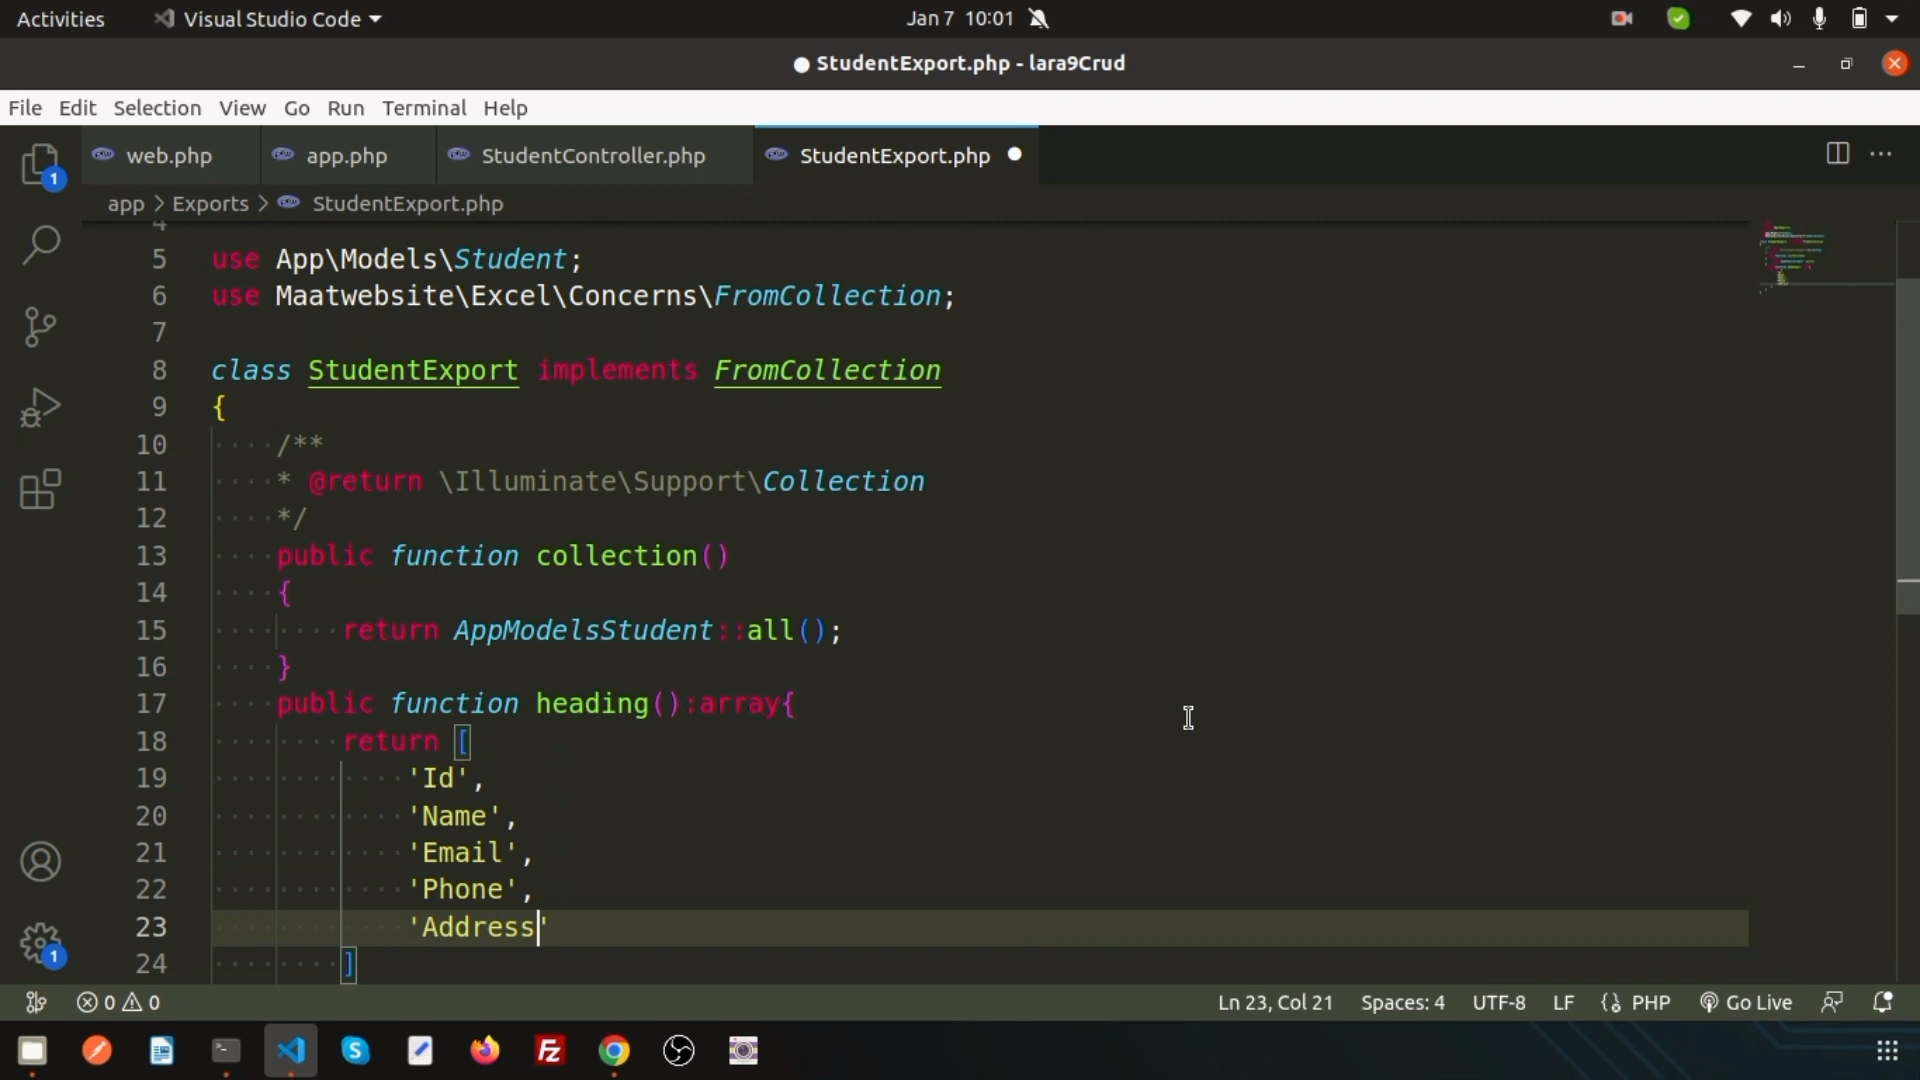 Activities
Visual Studio Code
Jan 7 10:01
StudentExport.php - lara9Crud
File Edit Selection View Go Run Terminal Help
1
web.php
app.php
StudentController.php
StudentExport.php
app > Exports > StudentExport.php
4
5 use App\Models\Student;
6 use Maatwebsite\Excel\Concerns\FromCollection;
7
8 class StudentExport implements FromCollection
9 {
10 /**
11 * @return \Illuminate\Support\Collection
12 */
13 public function collection()
14 {
15 return AppModelsStudent::all();
16 }
17 public function heading():array{
18 return [
19 'Id',
20 'Name',
21 'Email',
22 'Phone',
23 'Address'
24 ]
1
0 0
Ln 23, Col 21 Spaces: 4 UTF-8 LF PHP Go Live